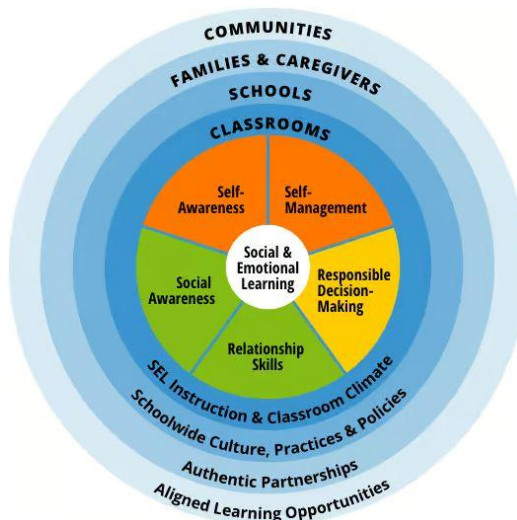 COMMUNITIES
FAMILIES & CAREGIVERS
SCHOOLS
CLASSROOMS
Self-
Awareness
Self-
Management
Social &
Emotional
Learning
Social
Awareness
Responsible
Decision-
Making
Relationship
Skills
SEL Instruction & Classroom Climate
Schoolwide Culture, Practices & Policies
Authentic Partnerships
Aligned Learning Opportunities